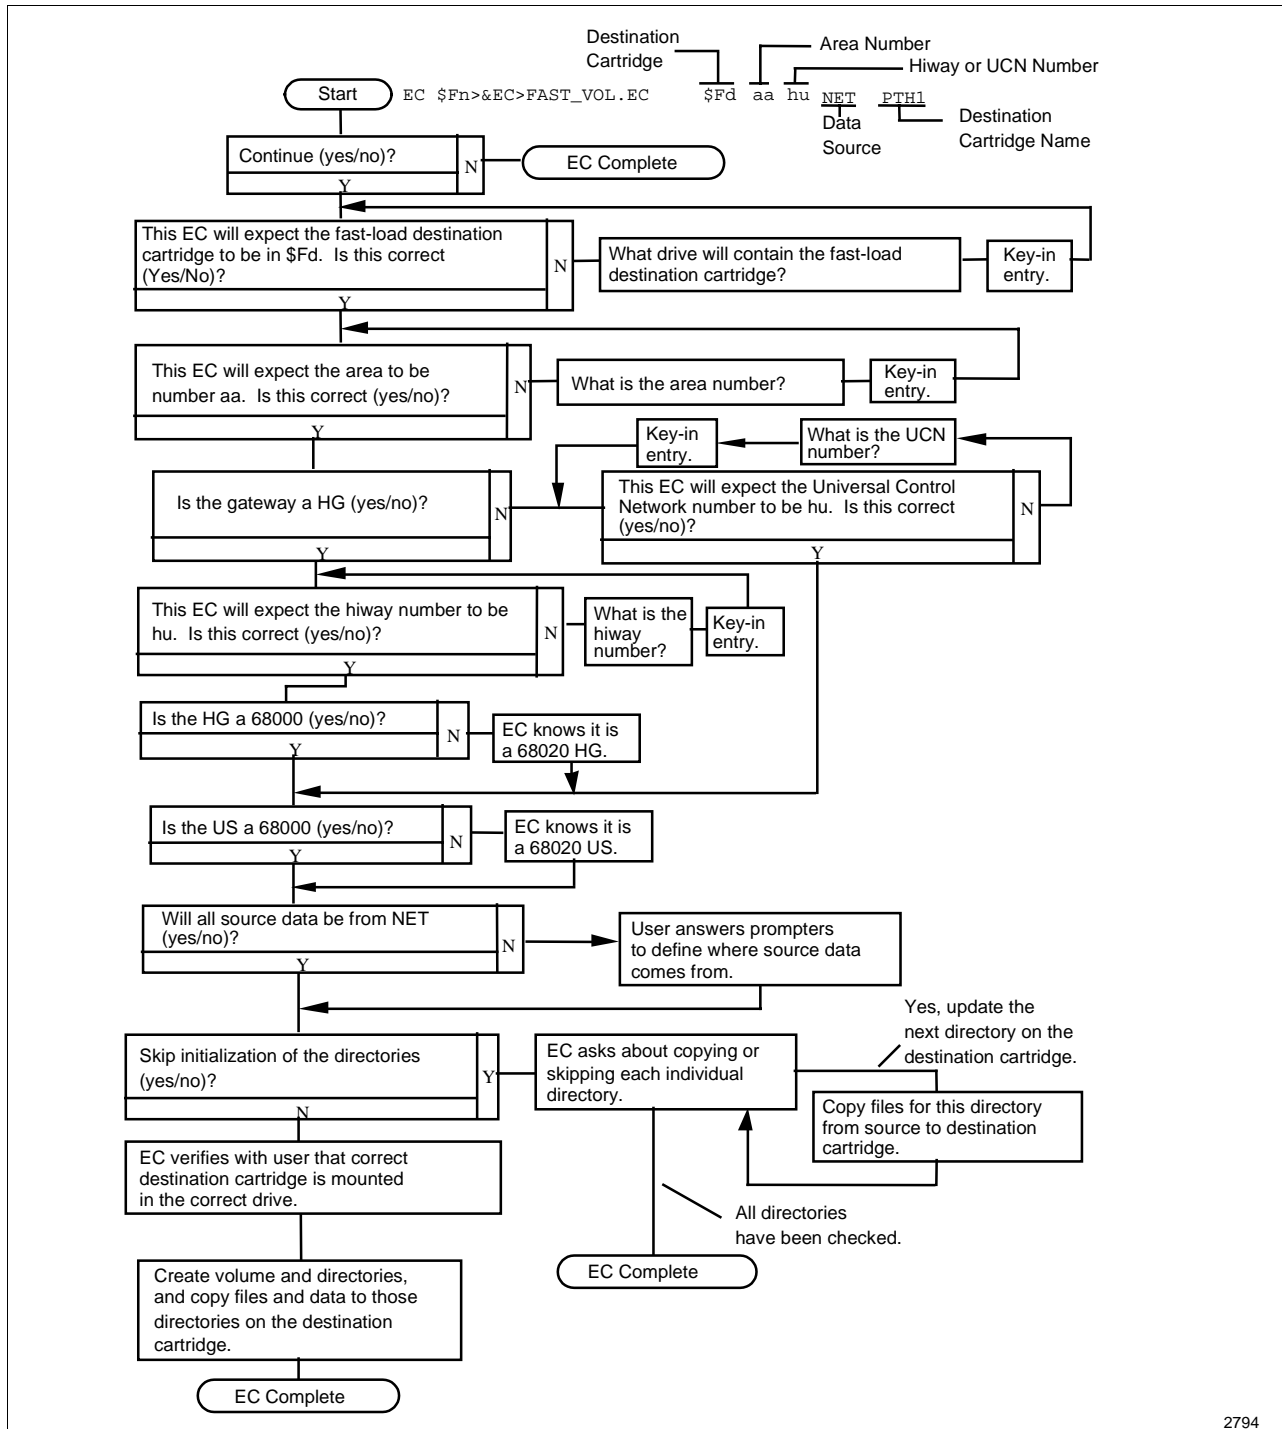 Destination
Cartridge
Area Number
Hiway or UCN Number
Start
EC $Fn>&EC>FAST_VOL.EC $Fd aa hu NET PTH1
Data
Source
Destination
Cartridge Name
Continue (yes/no)?
N
EC Complete
Y
This EC will expect the fast-load destination
cartridge to be in $Fd. Is this correct
(Yes/No)?
N
Y
What drive will contain the fast-load
destination cartridge?
Key-in
entry.
This EC will expect the area to be
number aa. Is this correct (yes/no)?
N
Y
What is the area number?
Key-in
entry.
Key-in
entry.
What is the UCN
number?
Is the gateway a HG (yes/no)?
N
Y
This EC will expect the Universal Control
Network number to be hu. Is this correct
(yes/no)?
N
Y
This EC will expect the hiway number to be
hu. Is this correct (yes/no)?
N
Y
What is the
hiway
number?
Key-in
entry.
Is the HG a 68000 (yes/no)?
N
Y
EC knows it is
a 68020 HG.
Is the US a 68000 (yes/no)?
N
Y
EC knows it is
a 68020 US.
Will all source data be from NET
(yes/no)?
N
Y
User answers prompters
to define where source data
comes from.
Skip initialization of the directories
(yes/no)?
Y
N
EC asks about copying or
skipping each individual
directory.
Yes, update the
next directory on the
destination cartridge.
Copy files for this directory
from source to destination
cartridge.
EC verifies with user that correct
destination cartridge is mounted
in the correct drive.
All directories
have been checked.
EC Complete
Create volume and directories,
and copy files and data to those
directories on the destination
cartridge.
EC Complete
2794